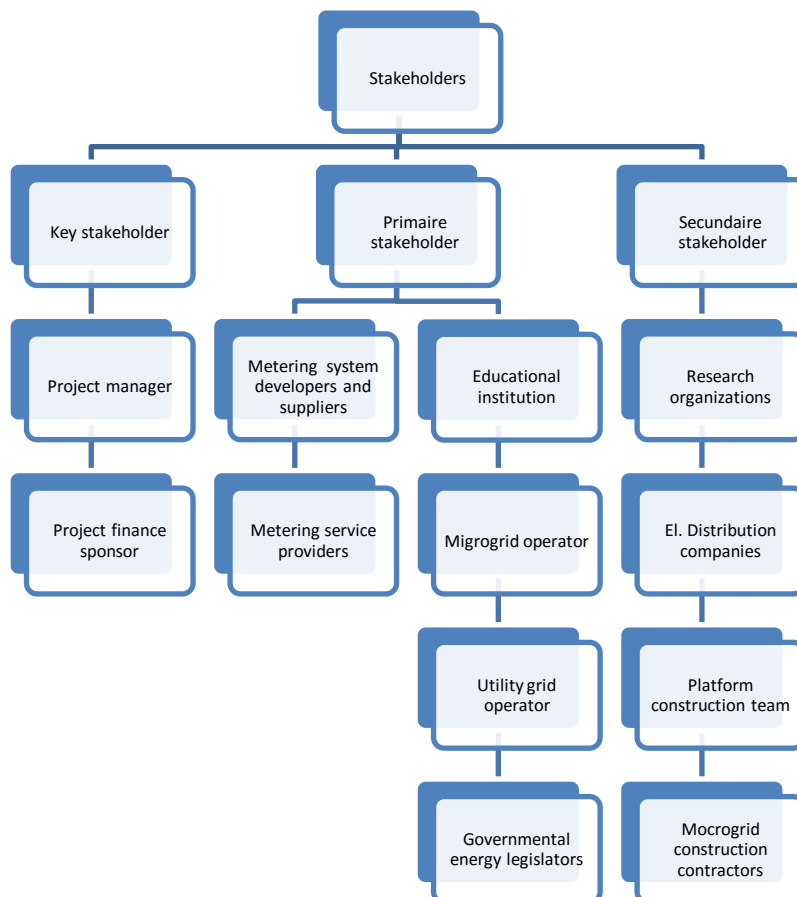 Stakeholders
Key stakeholder
Primaire
stakeholder
Secundaire
stakeholder
Project manager
Metering system
developers and
suppliers
Educational
institution
Research
organizations
Project finance
sponsor
Metering service
providers
Migrogrid operator
El. Distribution
companies
Utility grid
operator
Platform
construction team
Governmental
energy legislators
Mocrogrid
construction
contractors